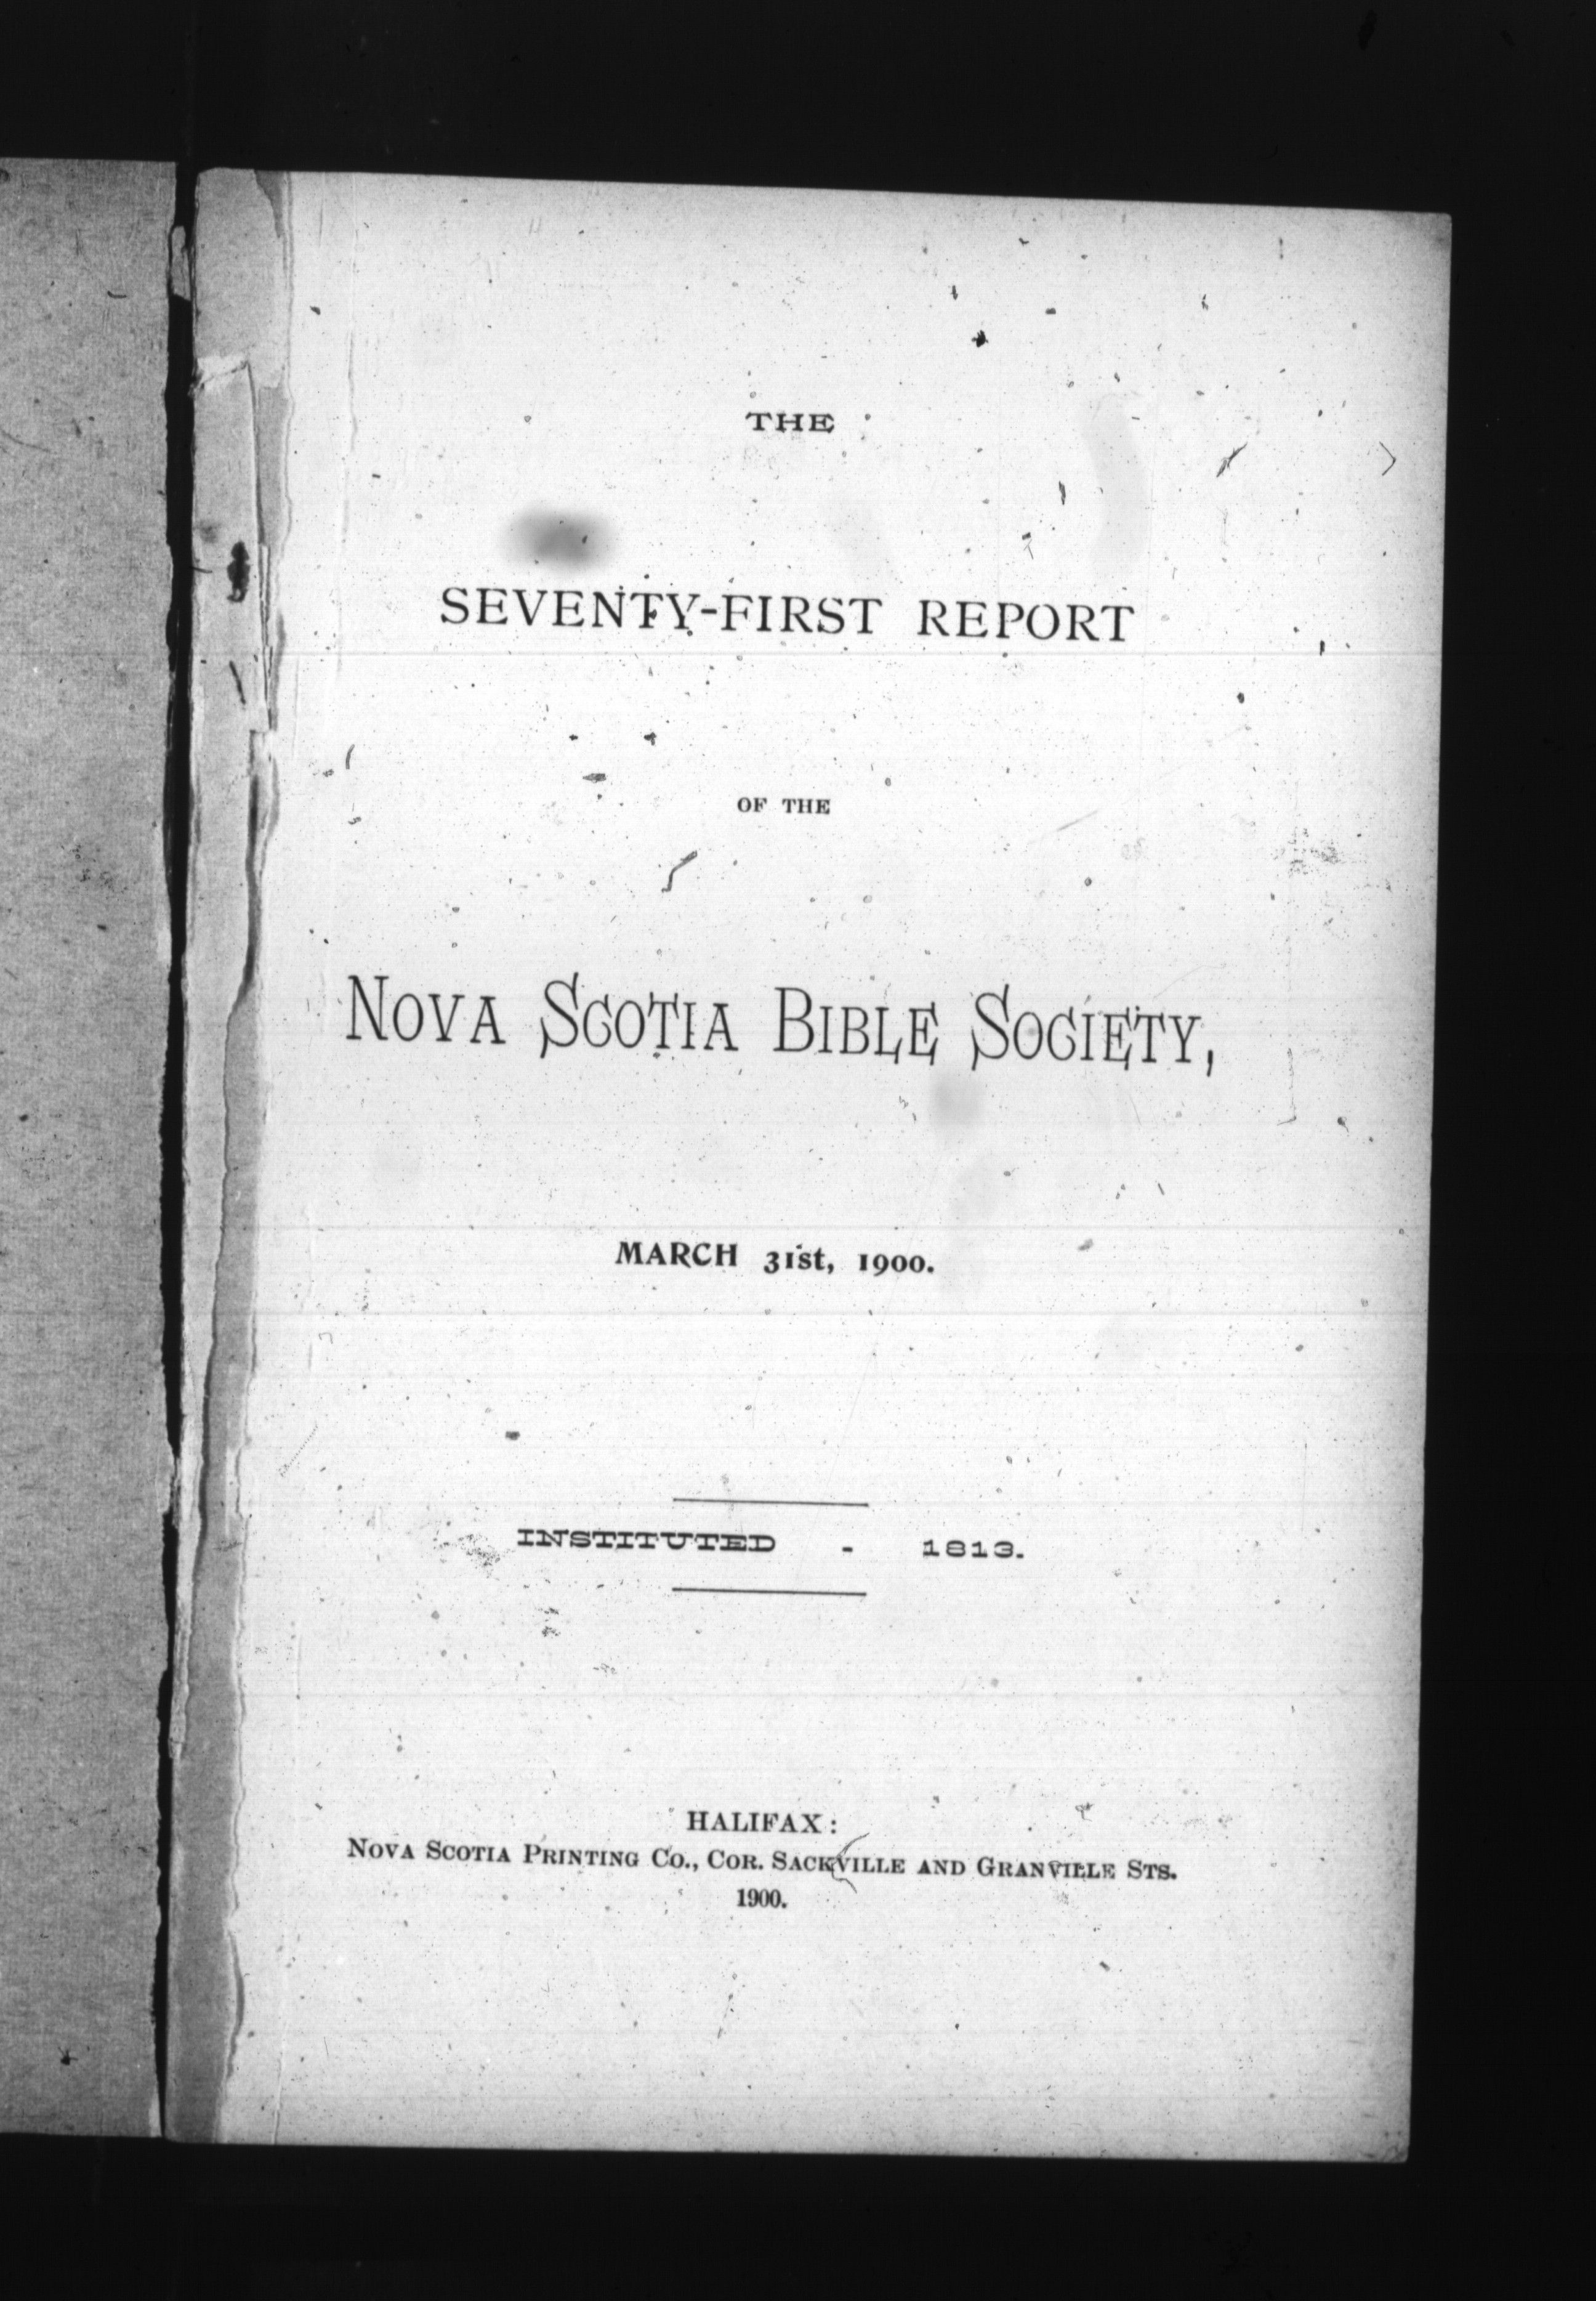 THE
SEVENTY-FIRST REPORT
OF THE
NOVA SCOTIA BIBLE SOCIETY,
MARCH 31st, 1900.
INSTITUTED - 1813.
HALIFAX:
NOVA SCOTIA PRINTING CO., COR. SACKVILLE AND GRANVILLE STS.
1900.